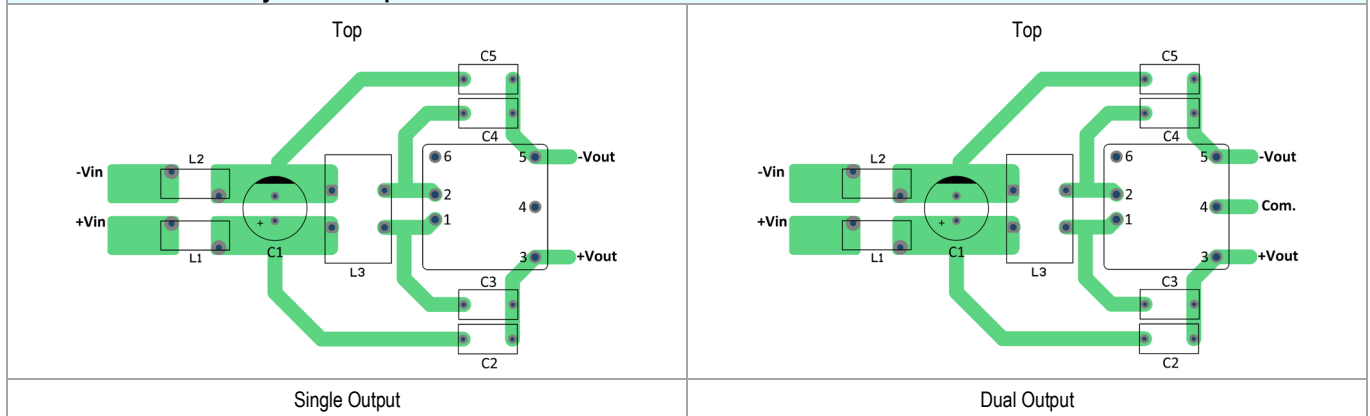 Top
C5
C4
L2
-Vin
6
5
-Vout
2
4
+Vin
1
+
L1
C1
L3
3
+Vout
C3
C2
Single Output
Top
C5
C4
L2
-Vin
6
5
-Vout
2
4
Com.
+Vin
1
+
L1
C1
L3
3
+Vout
C3
C2
Dual Output